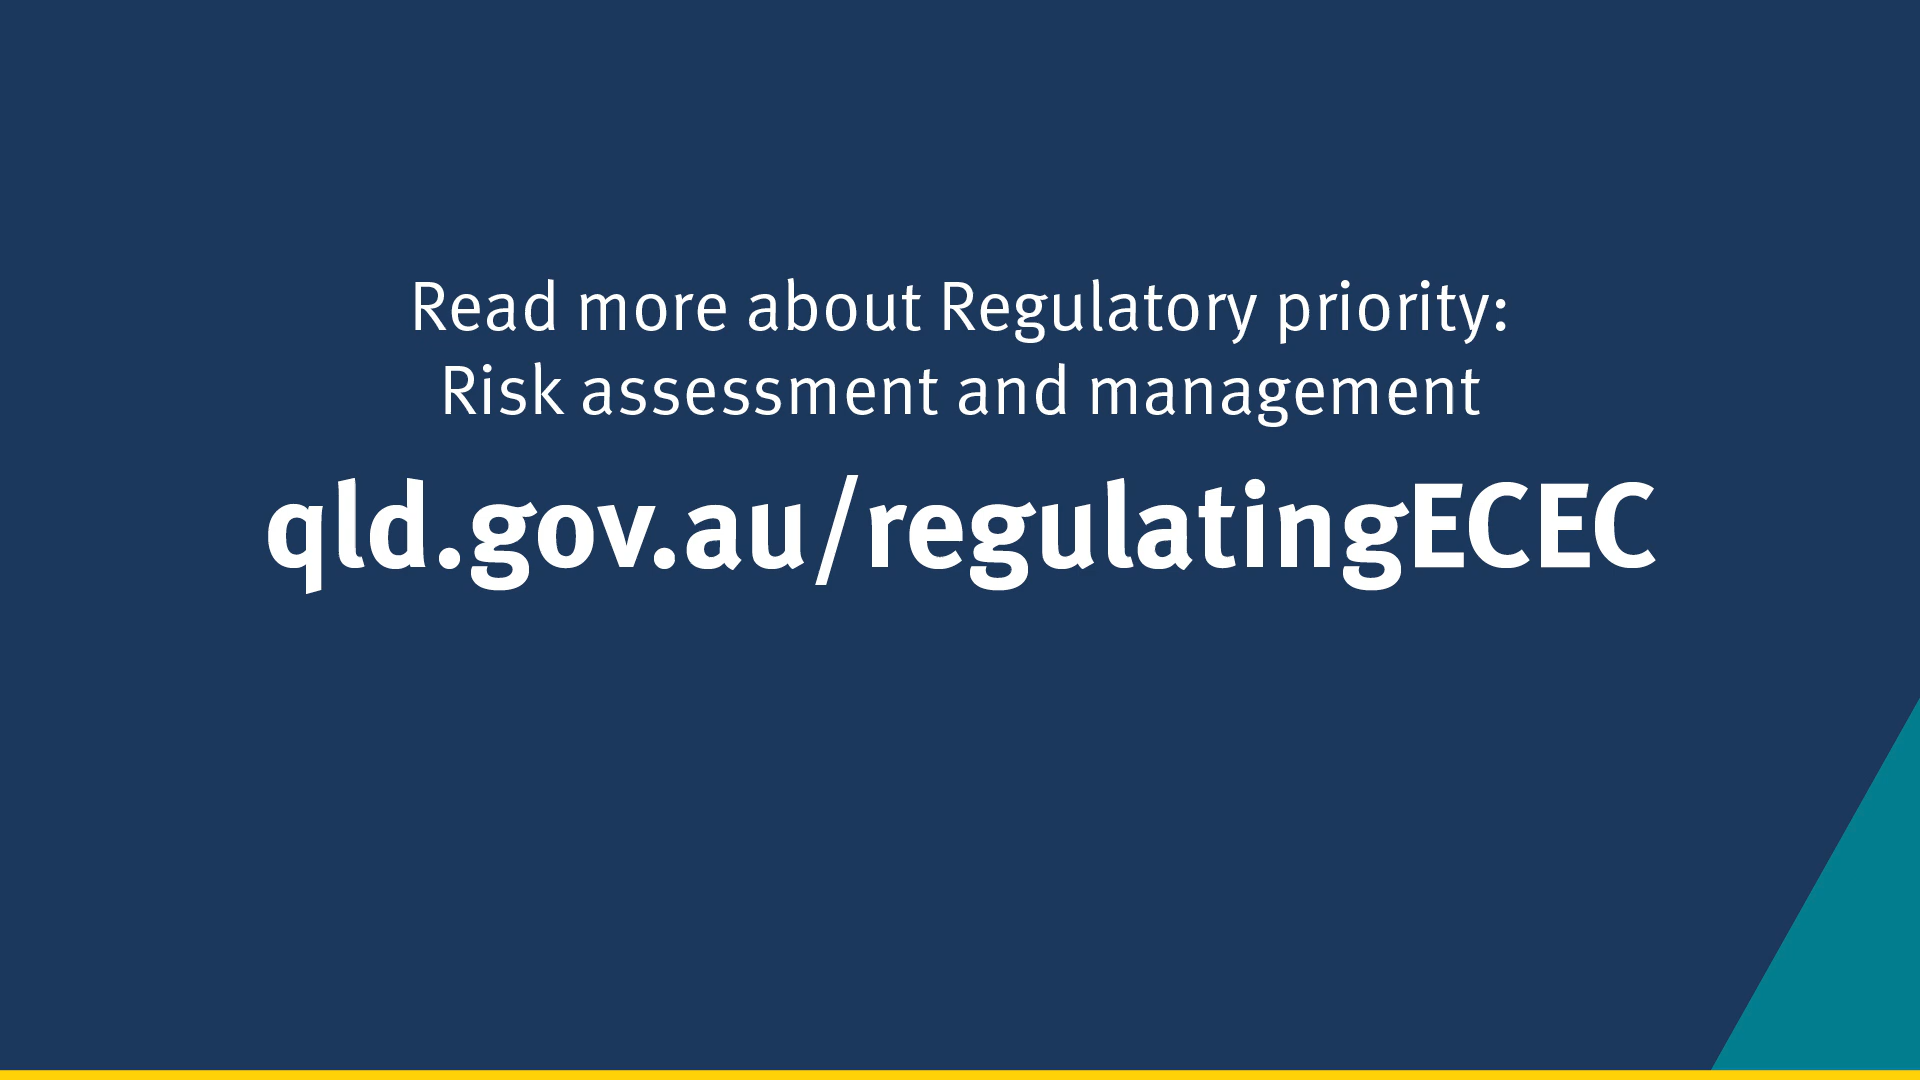 Read more about Regulatory priority:
Risk assessment and management
qld.gov.au/regulatingECEC